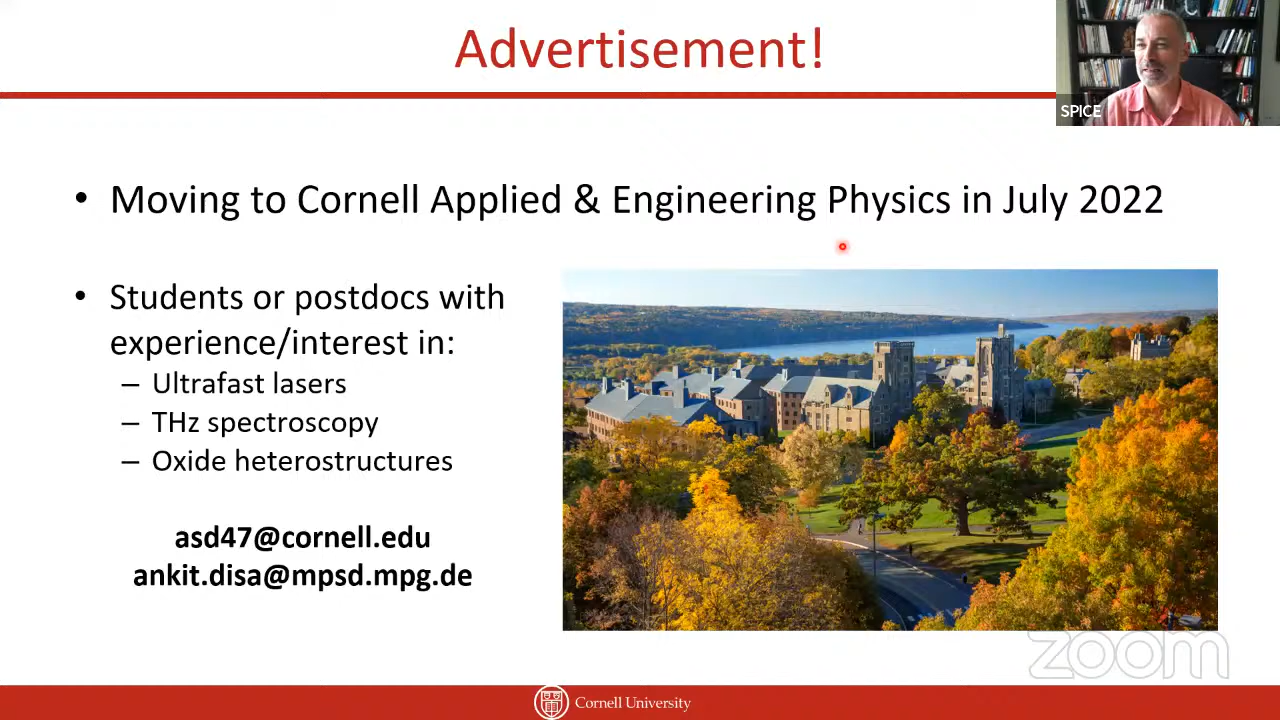 Advertisement!
SPICE
• Moving to Cornell Applied & Engineering Physics in July 2022
• Students or postdocs with
experience/interest in:
– Ultrafast lasers
– THz spectroscopy
– Oxide heterostructures
asd47@cornell.edu
ankit.disa@mpsd.mpg.de
zoom
Cornell University